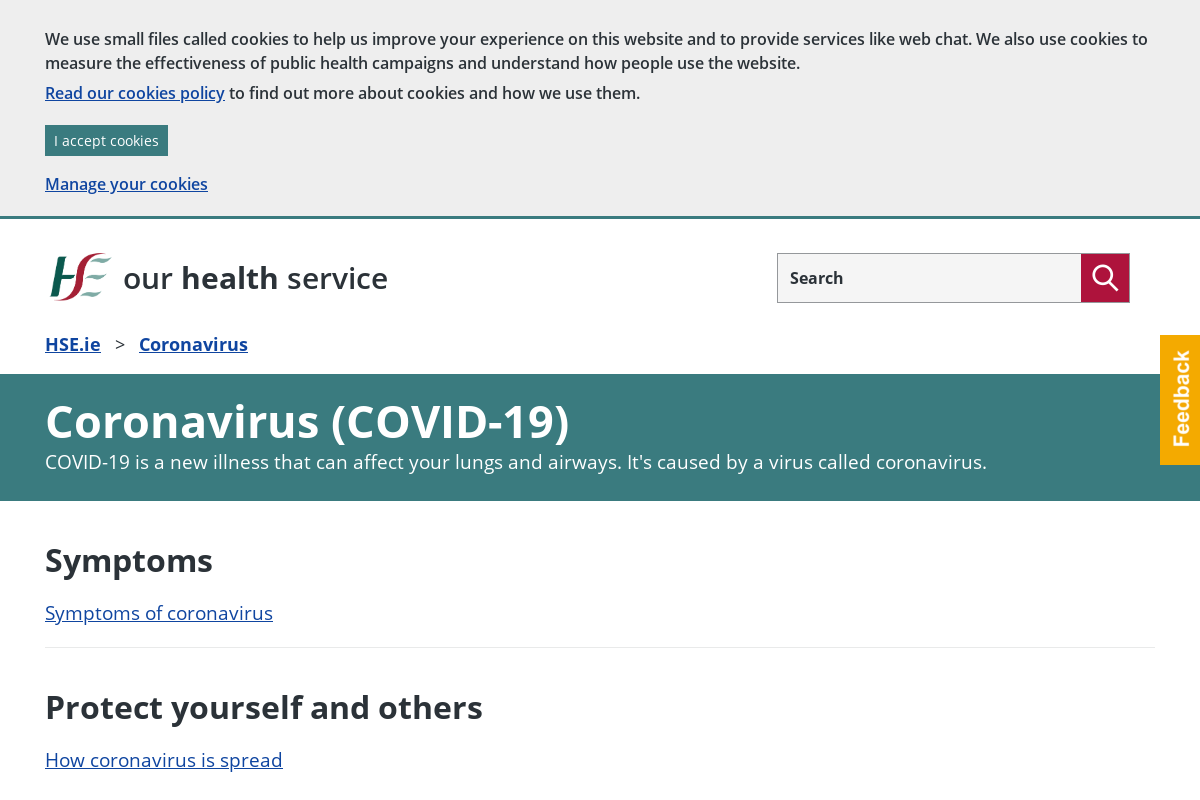 We use small files called cookies to help us improve your experience on this website and to provide services like web chat. We also use cookies to
measure the effectiveness of public health campaigns and understand how people use the website.
Read our cookies policy to find out more about cookies and how we use them.
I accept cookies
Manage your cookies
HSE our health service
Search
HSE.ie > Coronavirus
Feedback
Coronavirus (COVID-19)
COVID-19 is a new illness that can affect your lungs and airways. It's caused by a virus called coronavirus.
Symptoms
Symptoms of coronavirus
Protect yourself and others
How coronavirus is spread